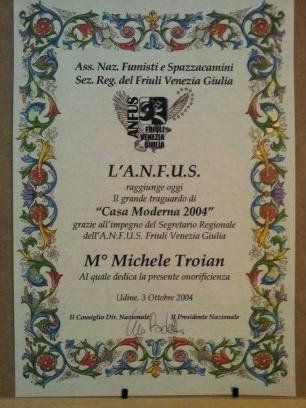 Ass. Naz. Fumisti e Spazzacamini
Sez. Reg. del Friuli Venezia Giulia
ANFUS
FRIULI
VENEZIA
GIULIA
L'A.N.F.U.S.
raggiunge oggi
Il grande traguardo di
"Casa Moderna 2004"
grazie all'impegno del Segretario Regionale
dell'A.N.F.U.S. Friuli Venezia Giulia
M° Michele Troian
Al quale dedica la presente onorificienza
Udine, 3 Ottobre 2004
Il Consiglio Dir. Nazionale Il Presidente Nazionale